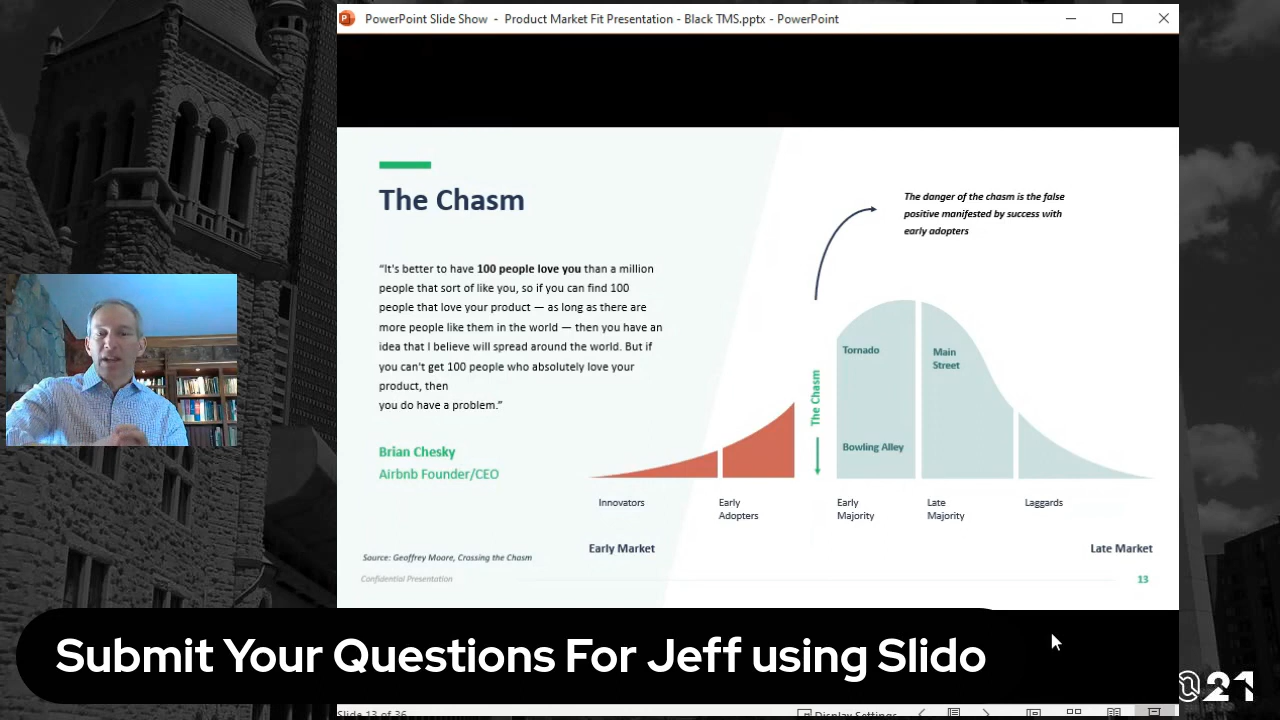 PowerPoint Slide Show - Product Market Fit Presentation - Black TMS.pptx - PowerPoint
The Chasm
“It's better to have 100 people love you than a million
people that sort of like you, so if you can find 100
people that love your product — as long as there are
more people like them in the world — then you have an
idea that I believe will spread around the world. But if
you can’t get 100 people who absolutely love your
product, then
you do have a problem.”
Brian Chesky
Airbnb Founder/CEO
Source: Geoffrey Moore, Crossing the Chasm
Confidential Presentation
The danger of the chasm is the false
positive manifested by success with
early adopters
The Chasm
Tornado
Bowling Alley
Main
Street
Innovators
Early
Adopters
Early
Majority
Late
Majority
Laggards
Early Market
Late Market
13
Submit Your Questions For Jeff using Slido
@21
Slide 13 of 36
Display Settings